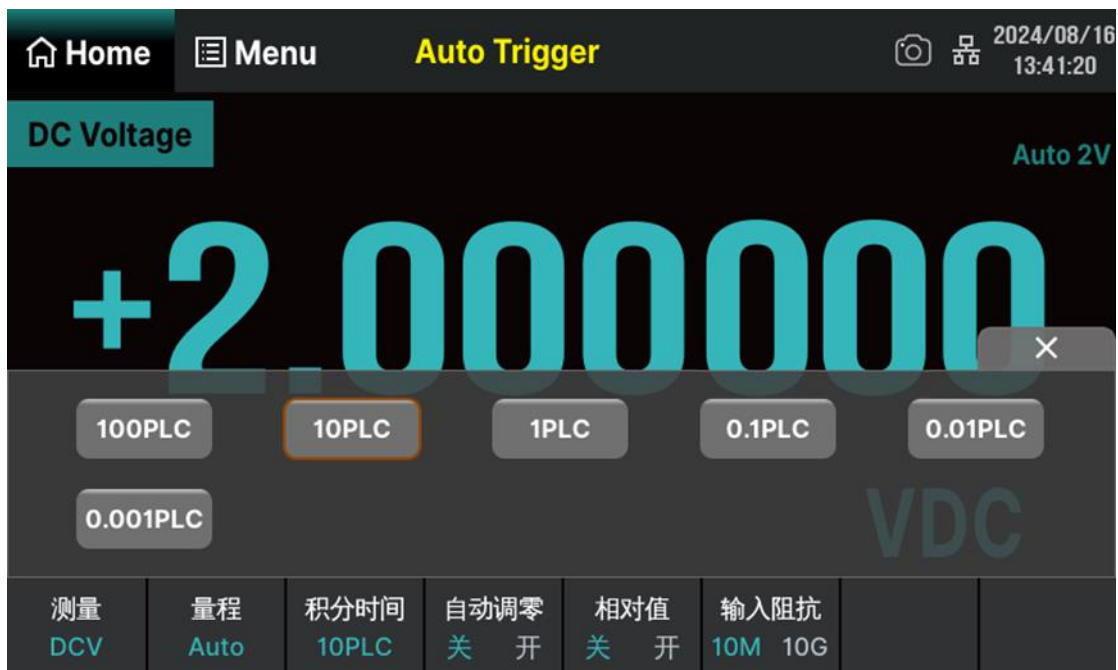 Home Menu Auto Trigger 2024/08/16
13:41:20
DC Voltage
Auto 2V
+2.000000
100PLC 10PLC 1PLC 0.1PLC 0.01PLC
0.001PLC
VDC
测量 量程 积分时间 自动调零 相对值 输入阻抗
DCV Auto 10PLC 关 开 关 开 10M 10G